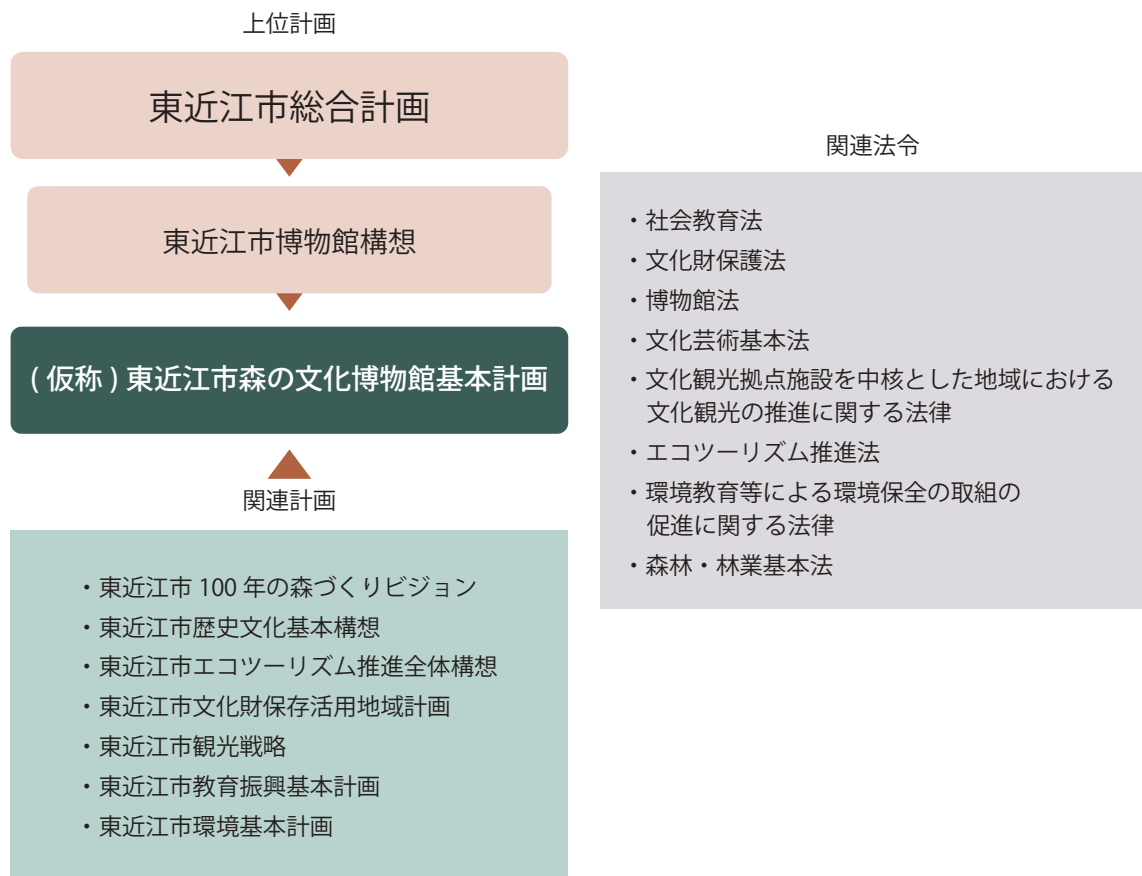 上位計画
東近江市総合計画
東近江市博物館構想
(仮称)東近江市森の文化博物館基本計画
関連計画
・東近江市 100 年の森づくりビジョン
・東近江市歴史文化基本構想
・東近江市エコツーリズム推進全体構想
・東近江市文化財保存活用地域計画
・東近江市観光戦略
・東近江市教育振興基本計画
・東近江市環境基本計画
関連法令
・社会教育法
・文化財保護法
・博物館法
・文化芸術基本法
・文化観光拠点施設を中核とした地域における
文化観光の推進に関する法律
・エコツーリズム推進法
・環境教育等による環境保全の取組の
促進に関する法律
・森林・林業基本法